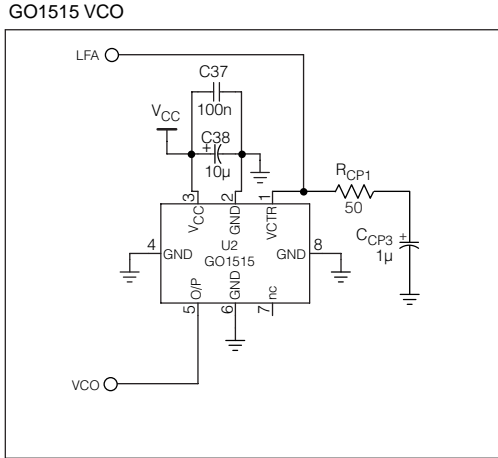 GO1515 VCO
LFA
C37
100n
VCC
C38
+
10µ
RCP1
50
3
2
1
VCC
GND
VCTR
CCP3
+
1µ
4
GND
U2
GO1515
GND
8
O/P
GND
nc
5
6
7
VCO